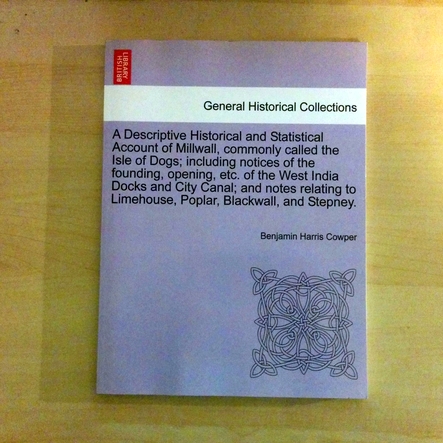 BRITISH
LIBRARY
General Historical Collections
A Descriptive Historical and Statistical
Account of Millwall, commonly called the
Isle of Dogs; including notices of the
founding, opening, etc. of the West India
Docks and City Canal; and notes relating to
Limehouse, Poplar, Blackwall, and Stepney.
Benjamin Harris Cowper